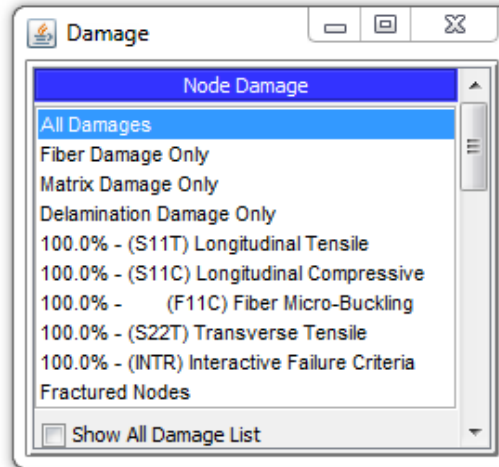 Damage
Node Damage
All Damages
Fiber Damage Only
Matrix Damage Only
Delamination Damage Only
100.0% - (S11T) Longitudinal Tensile
100.0% - (S11C) Longitudinal Compressive
100.0% - (F11C) Fiber Micro-Buckling
100.0% - (S22T) Transverse Tensile
100.0% - (INTR) Interactive Failure Criteria
Fractured Nodes
Show All Damage List